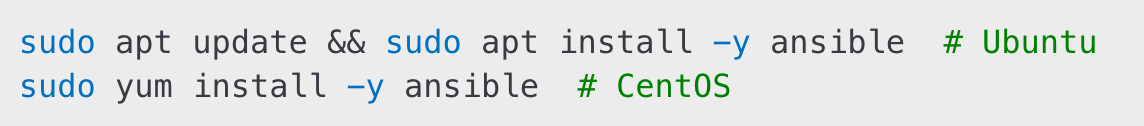 sudo apt update && sudo apt install -y ansible  # Ubuntu
sudo yum install -y ansible  # CentOS